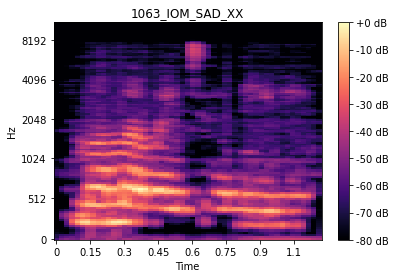 1063_IOM_SAD_XX
8192
4096
2048
1024
512
0
Hz
0
0.15
0.3
0.45
0.6
0.75
0.9
1.1
Time
+0 dB
-10 dB
-20 dB
-30 dB
-40 dB
-50 dB
-60 dB
-70 dB
-80 dB